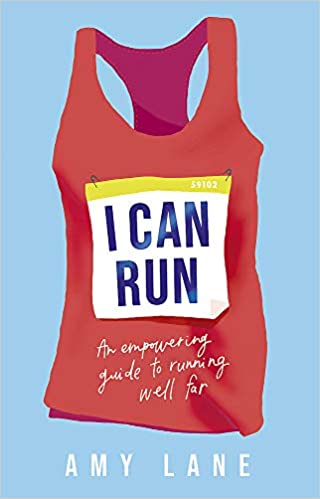 59102
I CAN
RUN
An empowering
guide to running
well far
AMY LANE